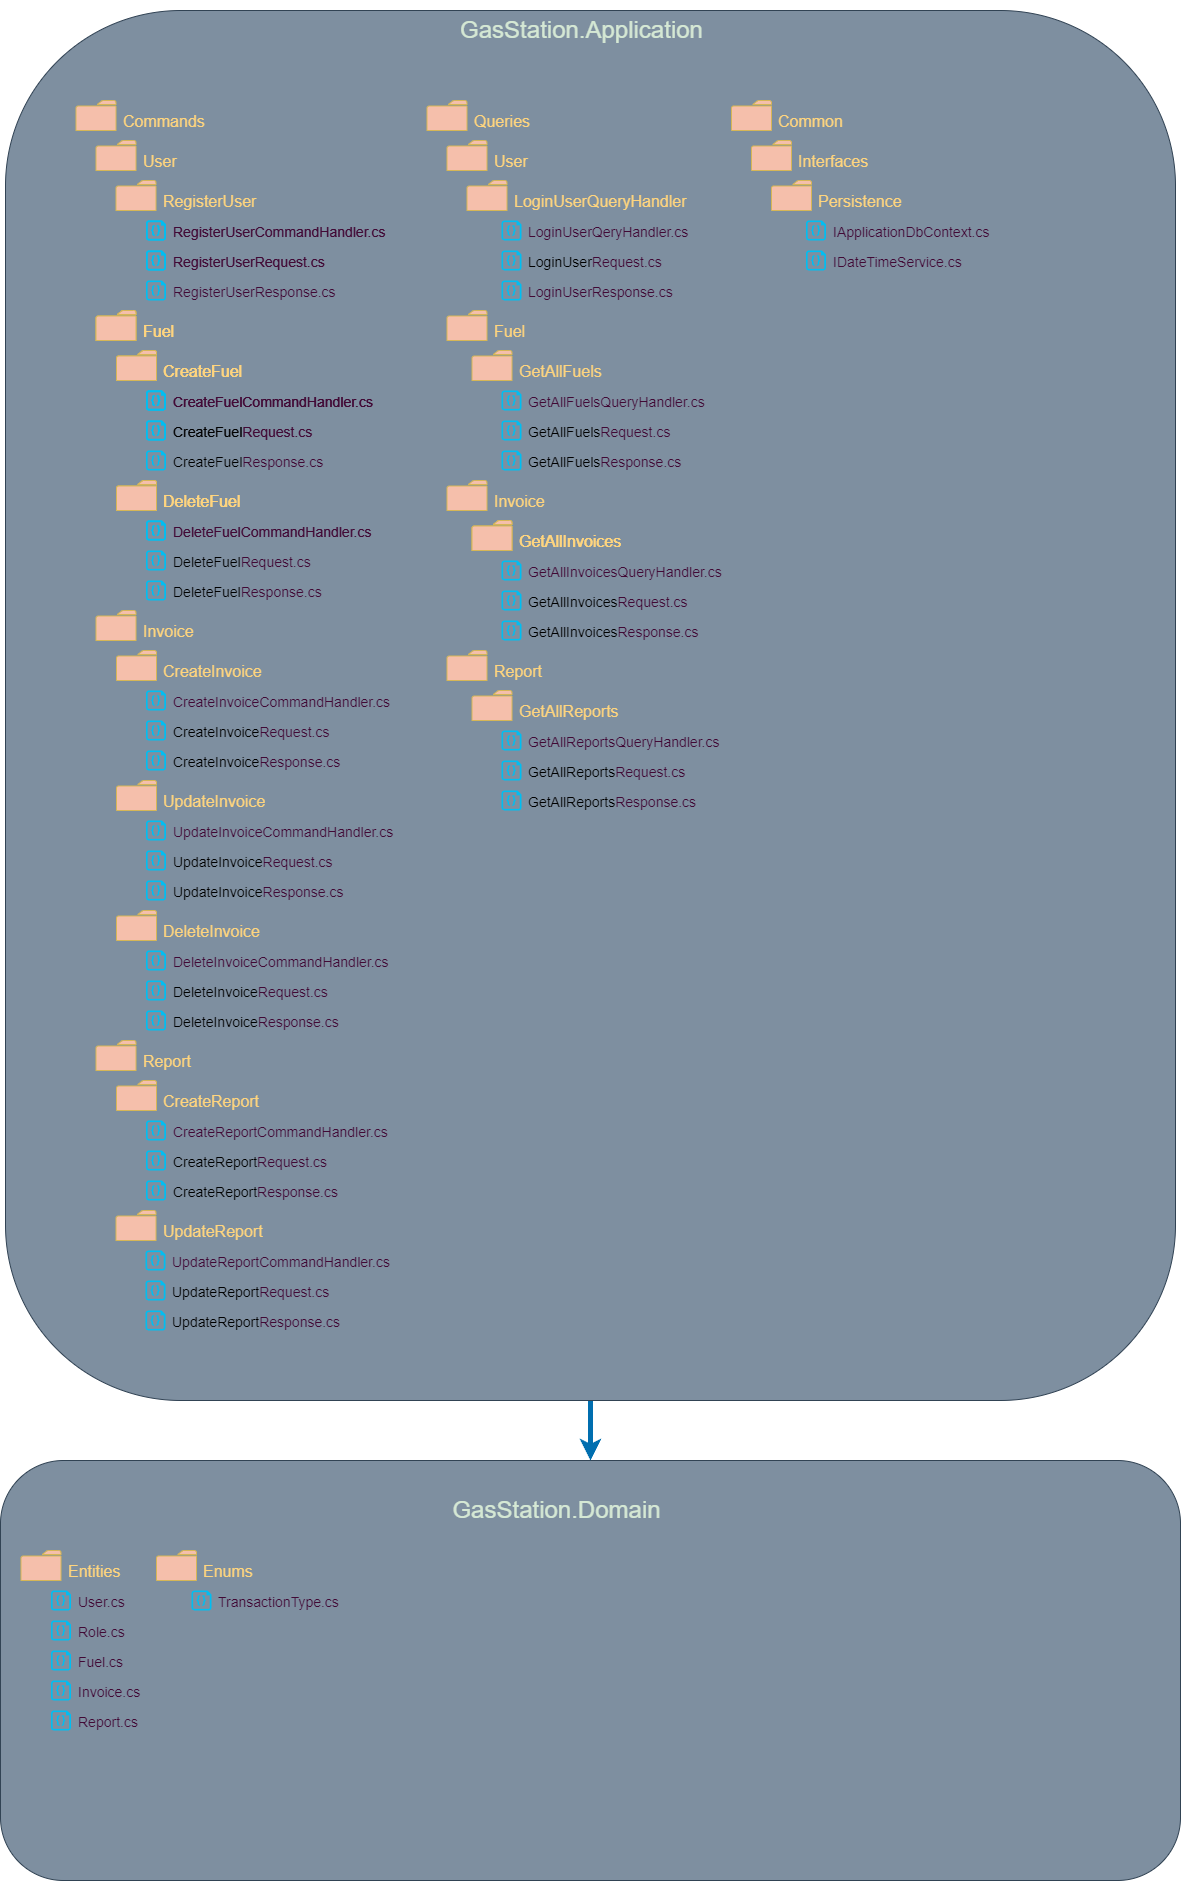 GasStation.Application
Commands
User
RegisterUser
RegisterUserCommandHandler.cs
RegisterUserRequest.cs
RegisterUserResponse.cs
Fuel
CreateFuel
CreateFuelCommandHandler.cs
CreateFuelRequest.cs
CreateFuelResponse.cs
DeleteFuel
DeleteFuelCommandHandler.cs
DeleteFuelRequest.cs
DeleteFuelResponse.cs
Invoice
CreateInvoice
CreateInvoiceCommandHandler.cs
CreateInvoiceRequest.cs
CreateInvoiceResponse.cs
UpdateInvoice
UpdateInvoiceCommandHandler.cs
UpdateInvoiceRequest.cs
UpdateInvoiceResponse.cs
DeleteInvoice
DeleteInvoiceCommandHandler.cs
DeleteInvoiceRequest.cs
DeleteInvoiceResponse.cs
Report
CreateReport
CreateReportCommandHandler.cs
CreateReportRequest.cs
CreateReportResponse.cs
UpdateReport
UpdateReportCommandHandler.cs
UpdateReportRequest.cs
UpdateReportResponse.cs
Queries
User
LoginUserQueryHandler
LoginUserQeryHandler.cs
LoginUserRequest.cs
LoginUserResponse.cs
Fuel
GetAllFuels
GetAllFuelsQueryHandler.cs
GetAllFuelsRequest.cs
GetAllFuelsResponse.cs
Invoice
GetAllInvoices
GetAllInvoicesQueryHandler.cs
GetAllInvoicesRequest.cs
GetAllInvoicesResponse.cs
Report
GetAllReports
GetAllReportsQueryHandler.cs
GetAllReportsRequest.cs
GetAllReportsResponse.cs
Common
Interfaces
Persistence
IApplicationDbContext.cs
IDateTimeService.cs
GasStation.Domain
Entities
User.cs
Role.cs
Fuel.cs
Invoice.cs
Report.cs
Enums
TransactionType.cs